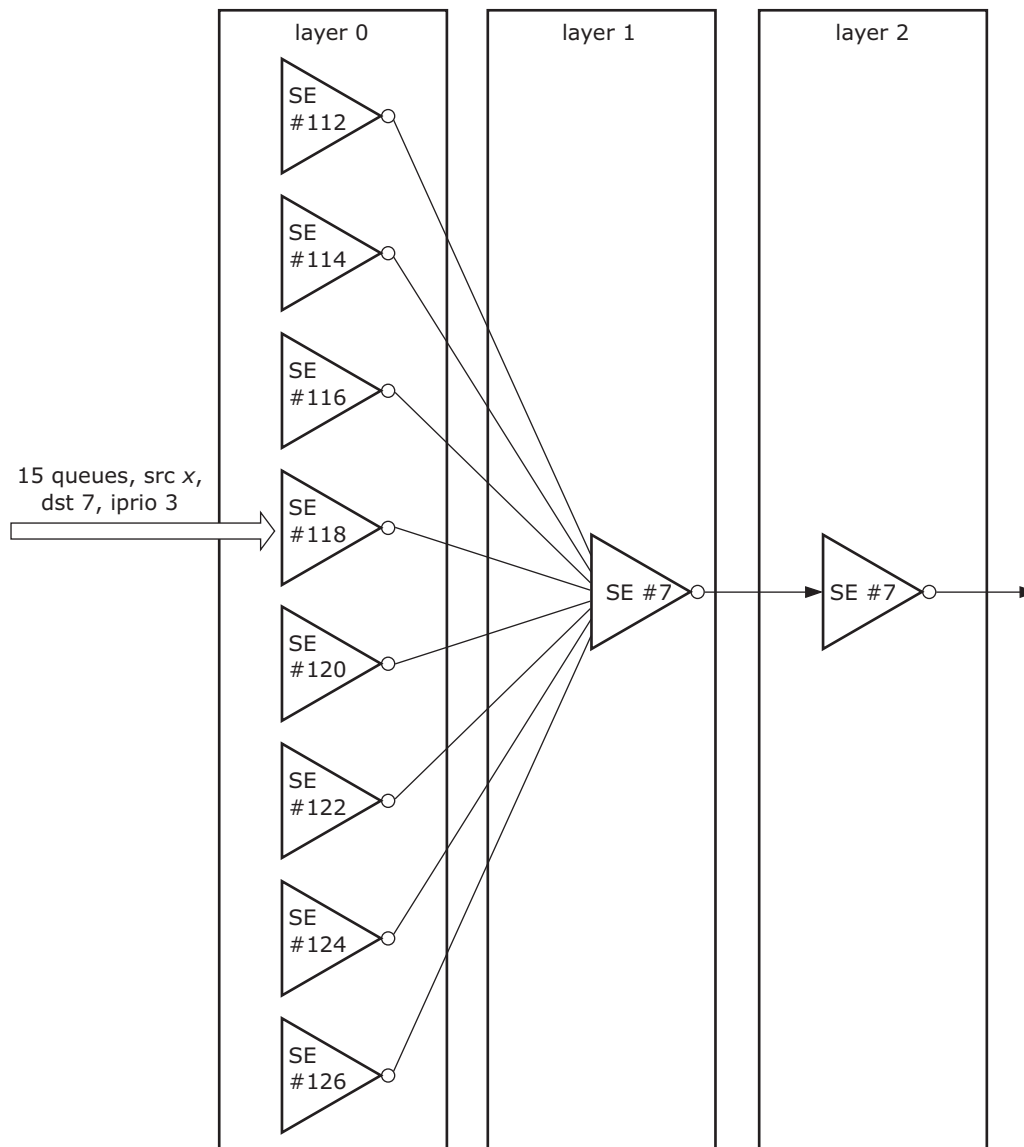 layer 0
layer 1
layer 2
SE
#112
SE
#114
SE
#116
15 queues, src x,
dst 7, iprio 3
SE
#118
SE #7
SE #7
SE
#120
SE
#122
SE
#124
SE
#126